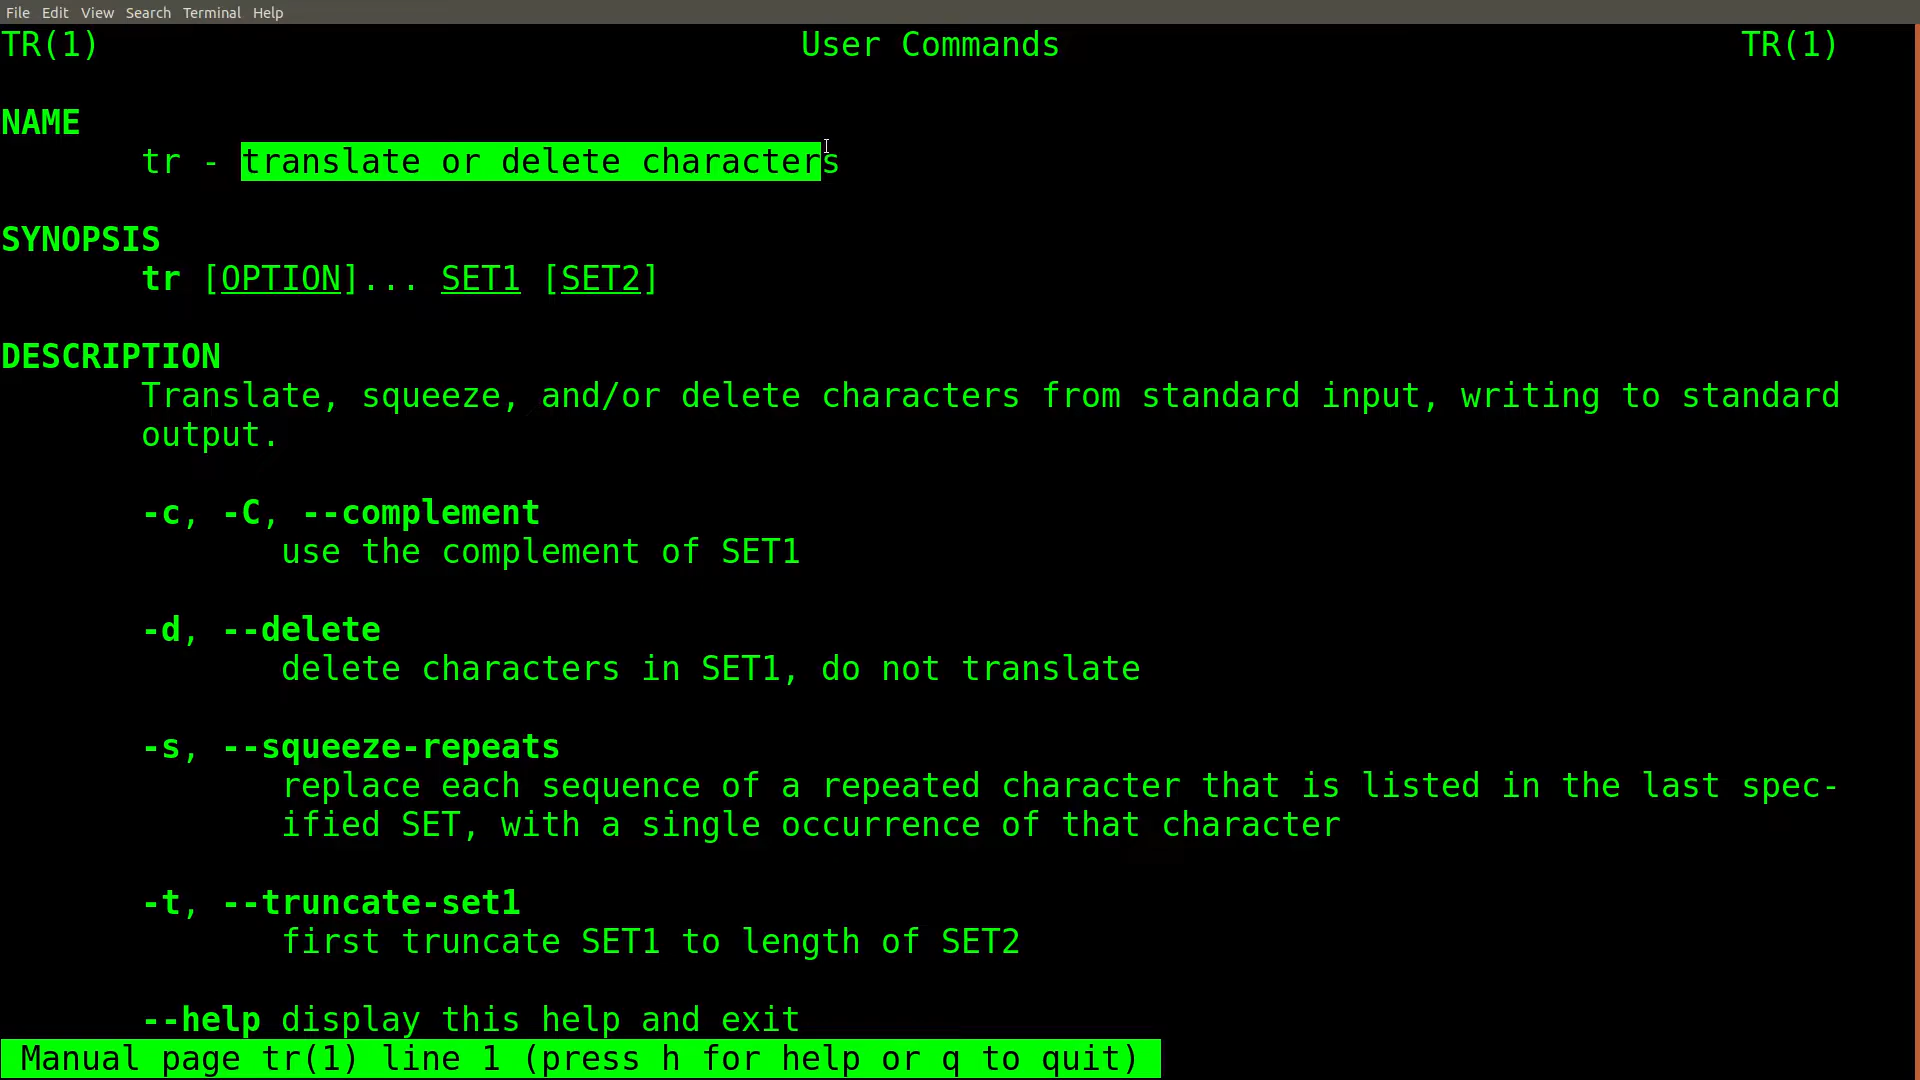 File Edit View Search Terminal Help
TR(1) User Commands TR(1)
NAME
tr - translate or delete characters
SYNOPSIS
tr [OPTION]... SET1 [SET2]
DESCRIPTION
Translate, squeeze, and/or delete characters from standard input, writing to standard
output.
-c, -C, --complement
use the complement of SET1
-d, --delete
delete characters in SET1, do not translate
-s, --squeeze-repeats
replace each sequence of a repeated character that is listed in the last spec-
ified SET, with a single occurrence of that character
-t, --truncate-set1
first truncate SET1 to length of SET2
--help display this help and exit
Manual page tr(1) line 1 (press h for help or q to quit)